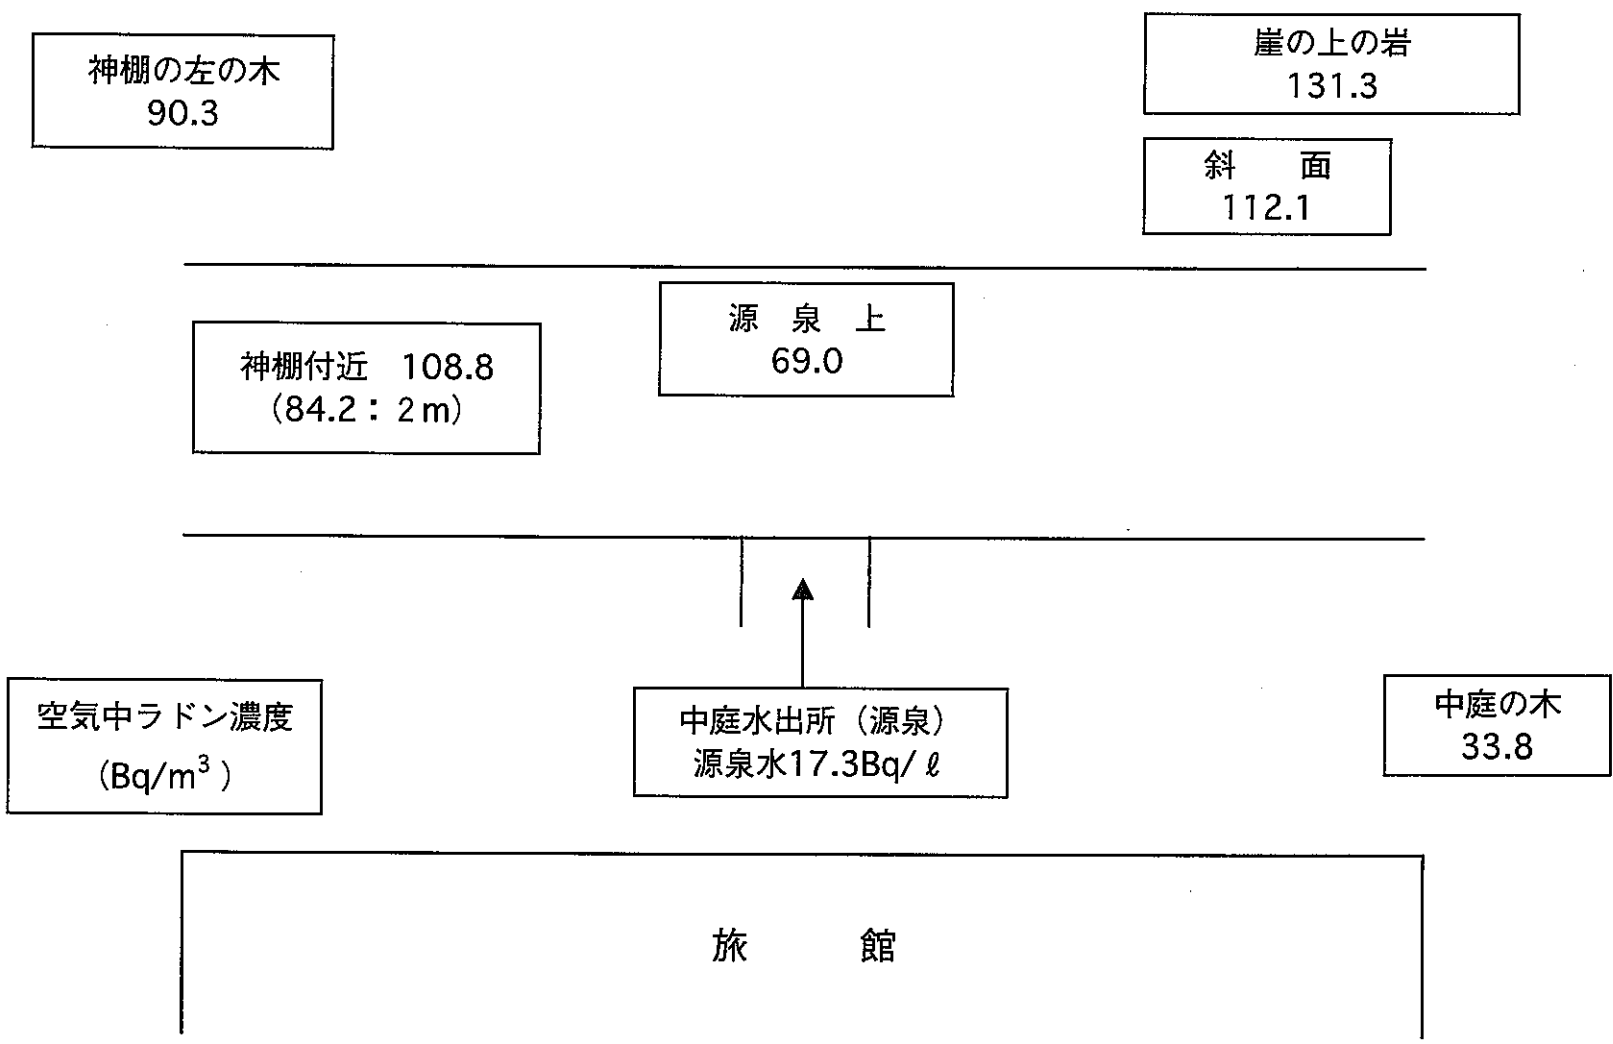 崖の上の岩
131.3
神棚の左の木
90.3
斜　面
112.1
源　泉　上
69.0
神棚付近　108.8
（84.2：2m）
空気中ラドン濃度
（Bq/m³）
中庭水出所（源泉）
源泉水17.3Bq/ℓ
中庭の木
33.8
旅　館